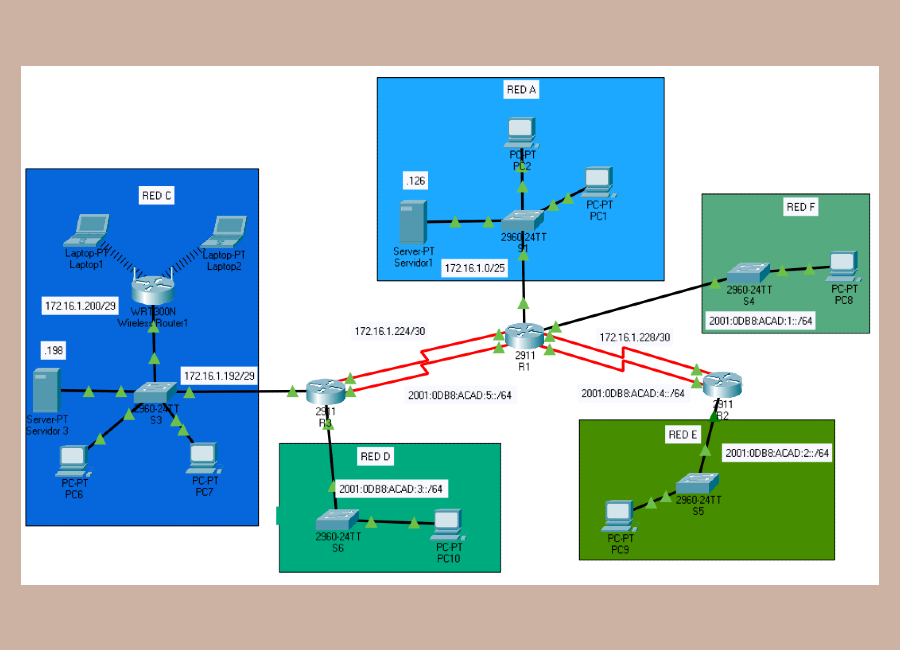 RED A
PC-PT
PC2
.126
PC-PT
PC1
Server-PT
Servidor1
2960-24TT
S1
172.16.1.0/25
RED C
Laptop-PT
Laptop1
Laptop-PT
Laptop2
172.16.1.200/29
WRT300N
Wireless Router1
.198
172.16.1.192/29
Server-PT
Servidor 3
2960-24TT
S3
PC-PT
PC6
PC-PT
PC7
RED F
2960-24TT
S4
PC-PT
PC8
2001:0DB8:ACAD:1::/64
172.16.1.224/30
2911
R1
172.16.1.228/30
2001:0DB8:ACAD:5::/64
2001:0DB8:ACAD:4::/64
2911
R3
2911
R2
RED D
2001:0DB8:ACAD:3::/64
2960-24TT
S6
PC-PT
PC10
RED E
2001:0DB8:ACAD:2::/64
2960-24TT
S5
PC-PT
PC9